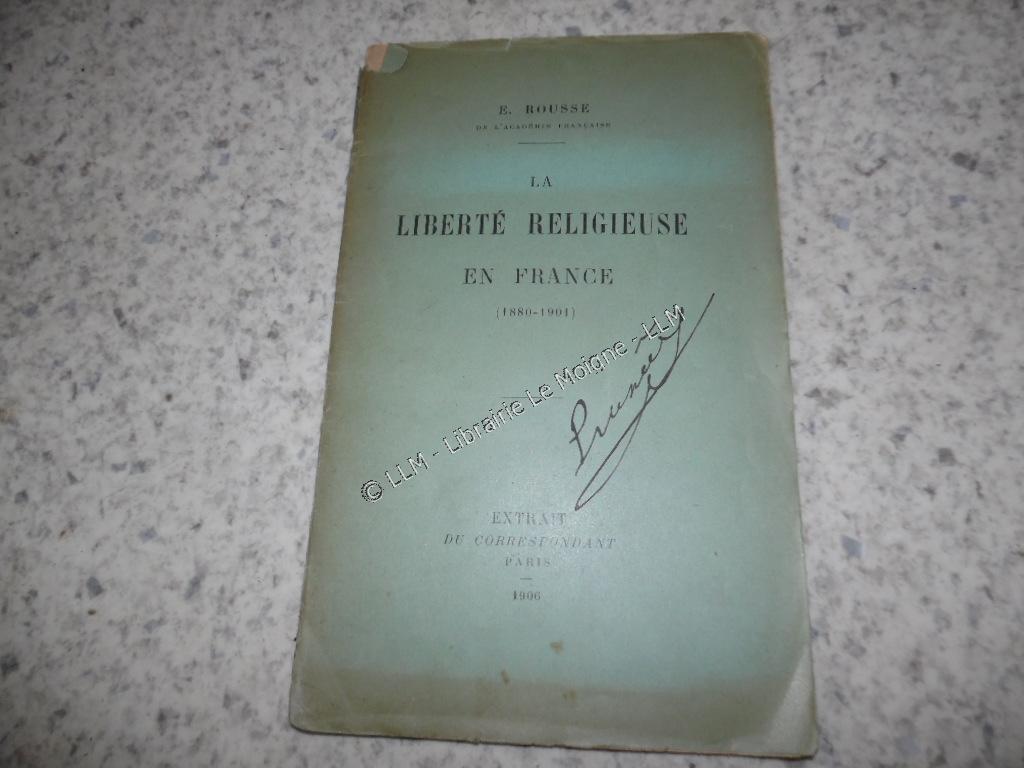 E. ROUSSE
DE L'ACADÉMIE FRANÇAISE
LA
LIBERTÉ RELIGIEUSE
EN FRANCE
(1880-1901)
© LLM - Librairie Le Moigne - LLM
EXTRAIT
DU CORRESPONDANT
PARIS
1906